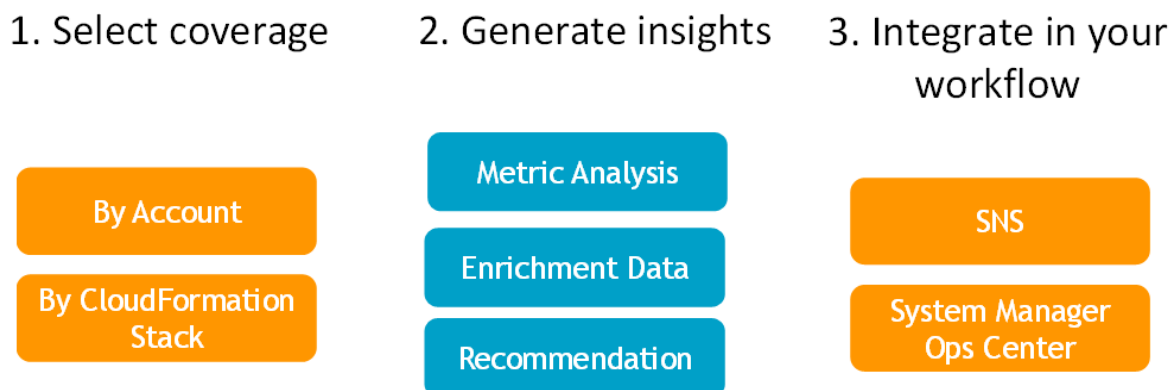 1. Select coverage
By Account
By CloudFormation
Stack
2. Generate insights
Metric Analysis
Enrichment Data
Recommendation
3. Integrate in your
workflow
SNS
System Manager
Ops Center